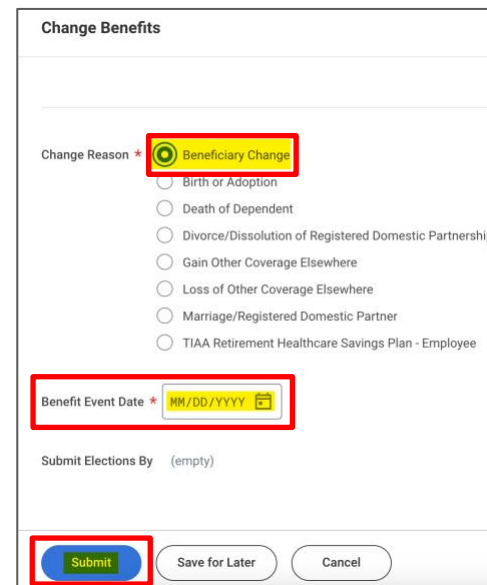 Change Benefits
Change Reason * Beneficiary Change
Birth or Adoption
Death of Dependent
Divorce/Dissolution of Registered Domestic Partnershi
Gain Other Coverage Elsewhere
Loss of Other Coverage Elsewhere
Marriage/Registered Domestic Partner
TIAA Retirement Healthcare Savings Plan - Employee
Benefit Event Date * MM/DD/YYYY
Submit Elections By (empty)
Submit Save for Later Cancel